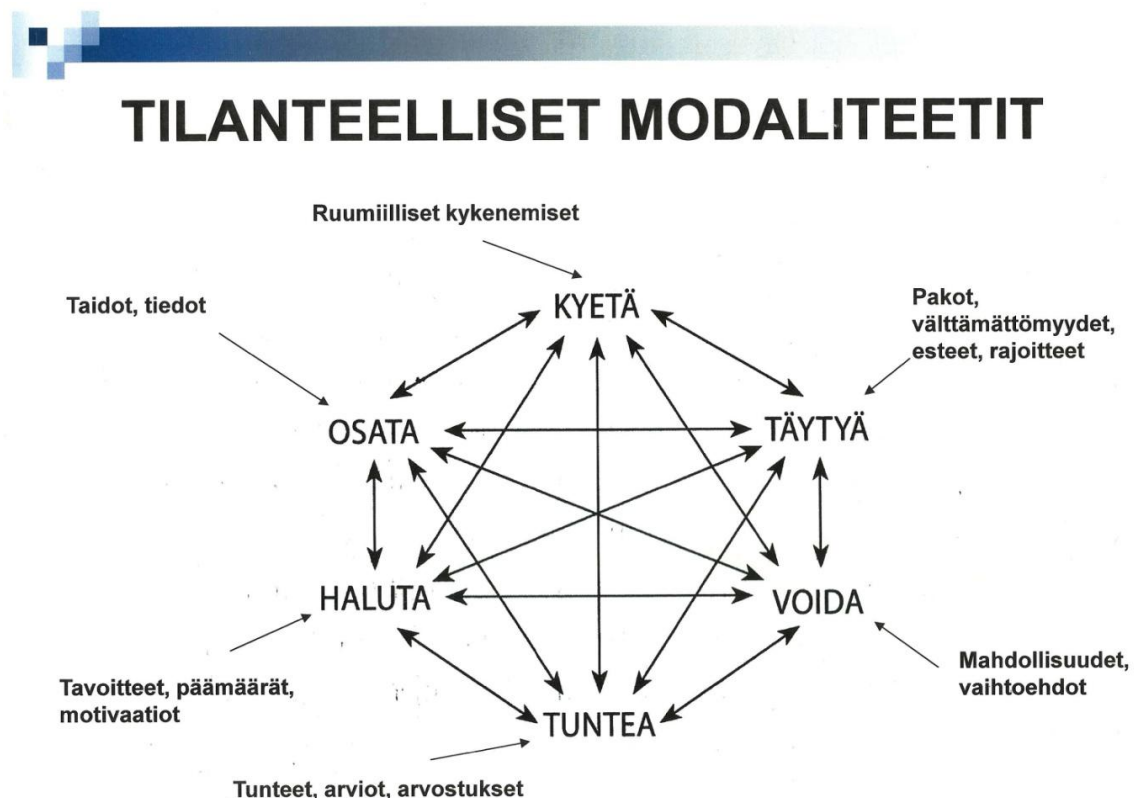 TILANTEELLISET MODALITEETIT
Ruumiilliset kykenemiset
Taidot, tiedot
KYETÄ
Pakot,
välttämättömyydet,
esteet, rajoitteet
OSATA
TÄYTYÄ
HALUTA
VOIDA
Tavoitteet, päämäärät,
motivaatiot
Mahdollisuudet,
vaihtoehdot
TUNTEA
Tunteet, arviot, arvostukset